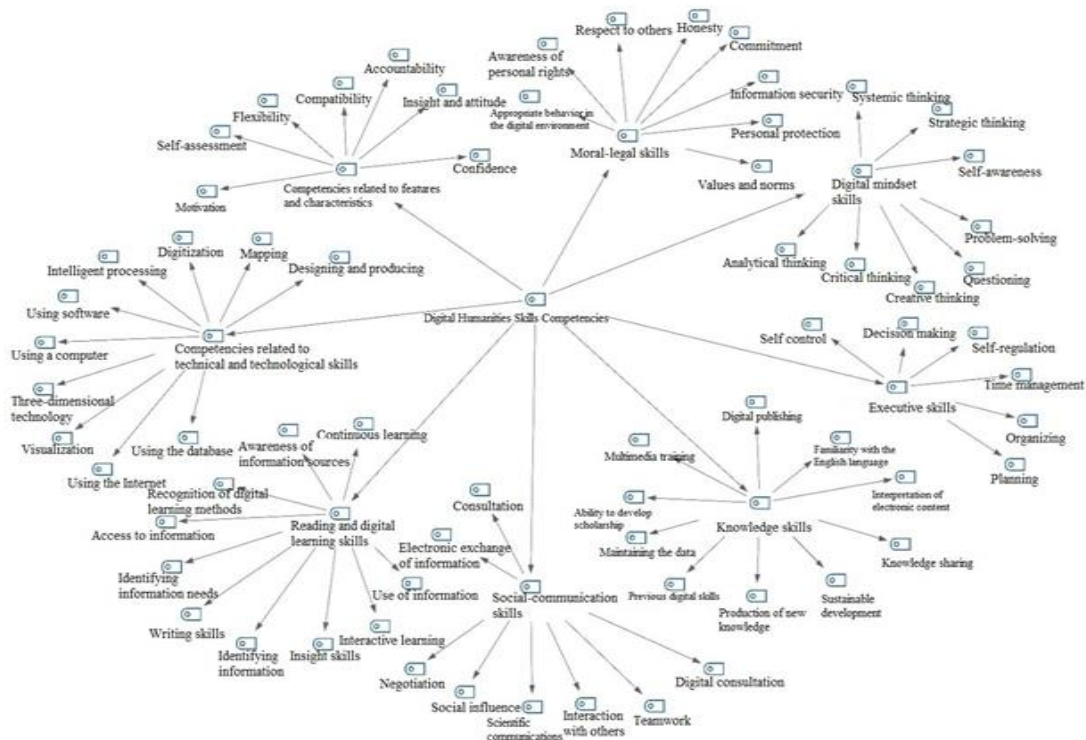 Respect to others
Honesty
Commitment
Awareness of
personal rights
Information security
Appropriate behavior in
the digital environment
Personal protection
Moral-legal skills
Values and norms
Accountability
Compatibility
Insight and attitude
Flexibility
Self-assessment
Confidence
Motivation
Competencies related to features
and characteristics
Systemic thinking
Strategic thinking
Self-awareness
Digital mindset
skills
Problem-solving
Analytical thinking
Critical thinking
Questioning
Creative thinking
Digitization
Mapping
Intelligent processing
Designing and producing
Using software
Using a computer
Competencies related to
technical and technological skills
Three-dimensional
technology
Visualization
Using the database
Using the Internet
Digital Humanities Skills Competencies
Self control
Decision making
Self-regulation
Time management
Executive skills
Organizing
Planning
Awareness of
information sources
Continuous learning
Recognition of digital
learning methods
Access to information
Reading and digital
learning skills
Identifying
information needs
Use of information
Writing skills
Interactive learning
Identifying
information
Insight skills
Consultation
Electronic exchange
of information
Social-communication
skills
Negotiation
Social influence
Scientific
communications
Interaction
with others
Teamwork
Digital consultation
Digital publishing
Multimedia training
Familiarity with the
English language
Interpretation of
electronic content
Ability to develop
scholarship
Knowledge skills
Maintaining the data
Knowledge sharing
Previous digital skills
Production of new
knowledge
Sustainable
development